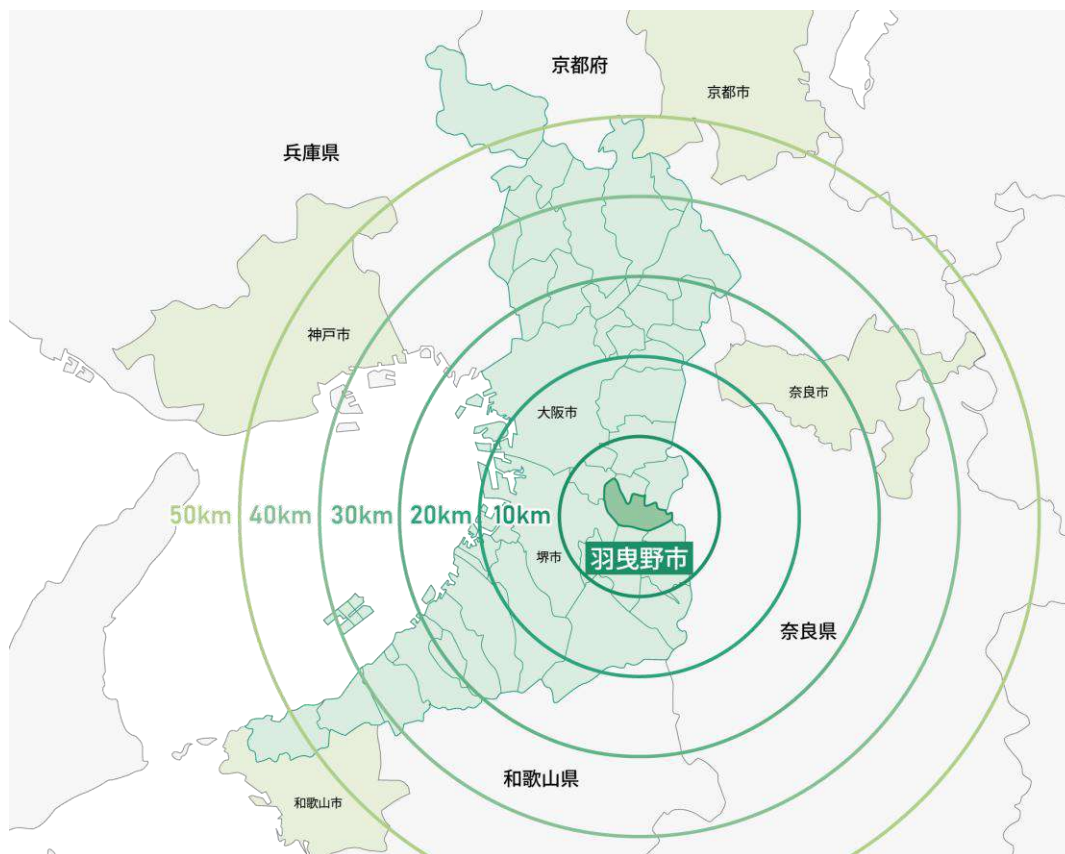 京都府
京都市
兵庫県
神戸市
奈良市
大阪市
50km
40km
30km
20km
10km
堺市
羽曳野市
奈良県
和歌山県
和歌山市